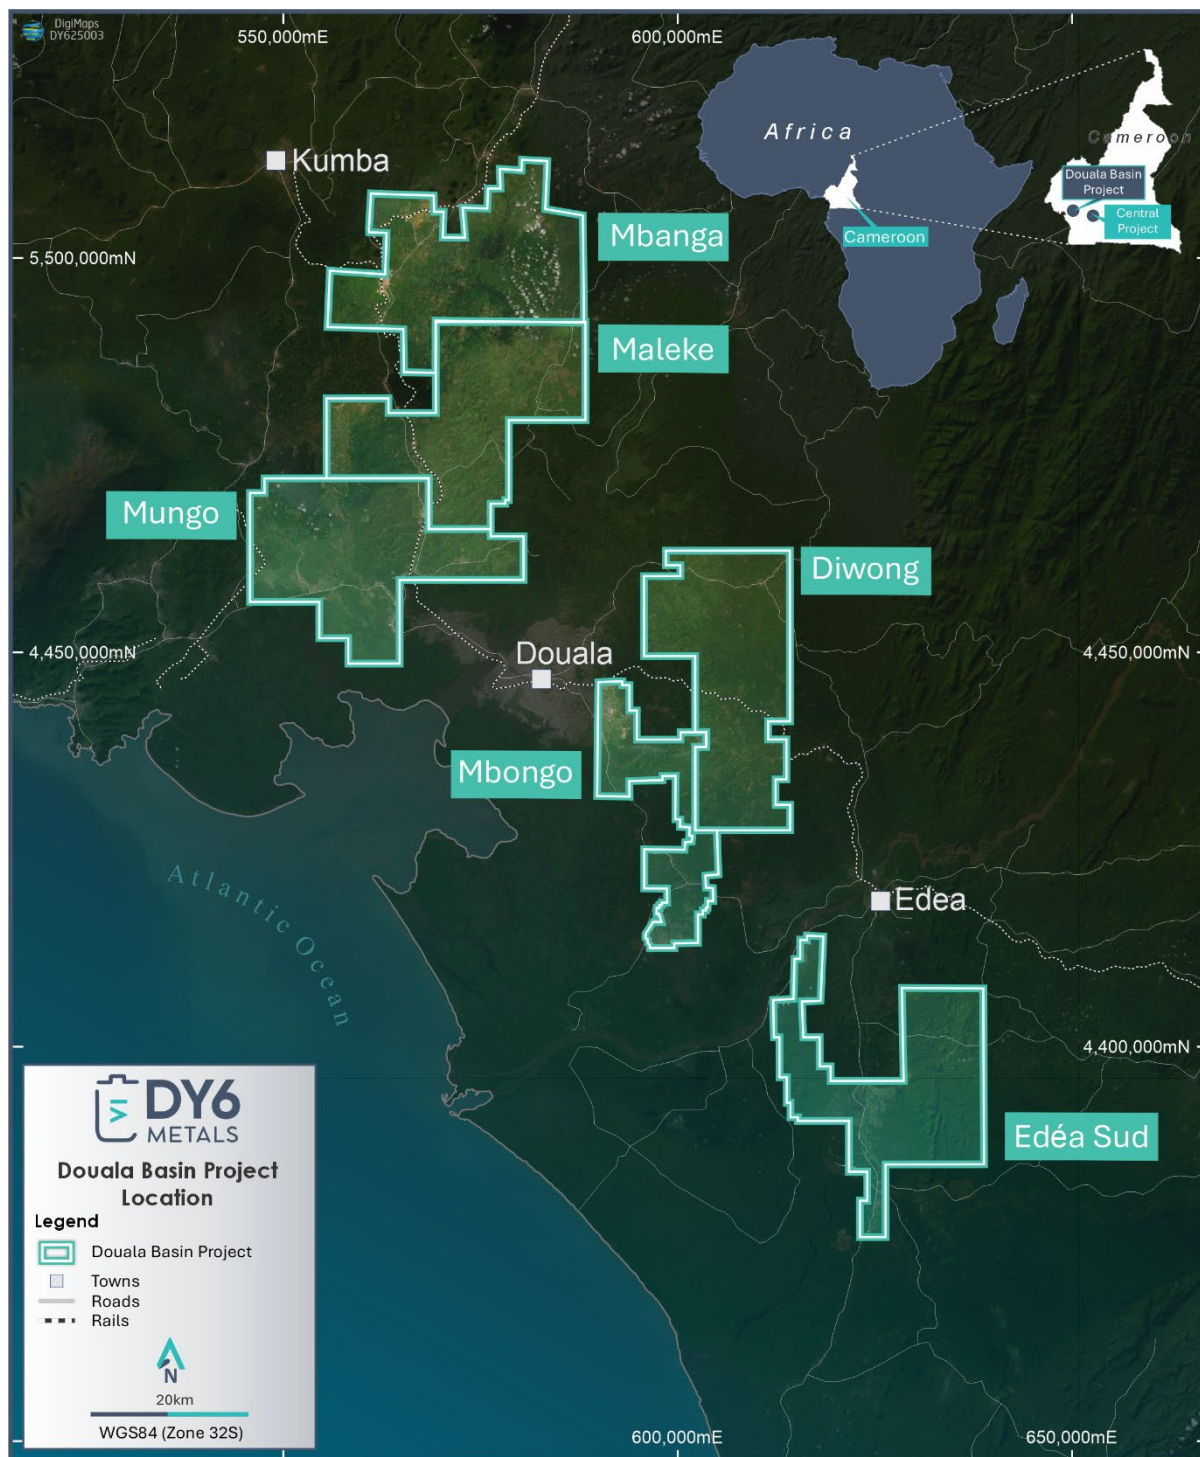 DigiMaps
DY625003
550,000mE
600,000mE
Africa
Cameroon
Cameroon
Douala Basin
Project
Central
Project
Kumba
Mbanga
5,500,000mN
Maleke
Mungo
Diwong
4,450,000mN
Douala
4,450,000mN
Mbongo
Atlantic Ocean
Edea
4,400,000mN
Edéa Sud
DY6
METALS
Douala Basin Project
Location
Legend
Douala Basin Project
Towns
Roads
Rails
N
20km
WGS84 (Zone 32S)
600,000mE
650,000mE